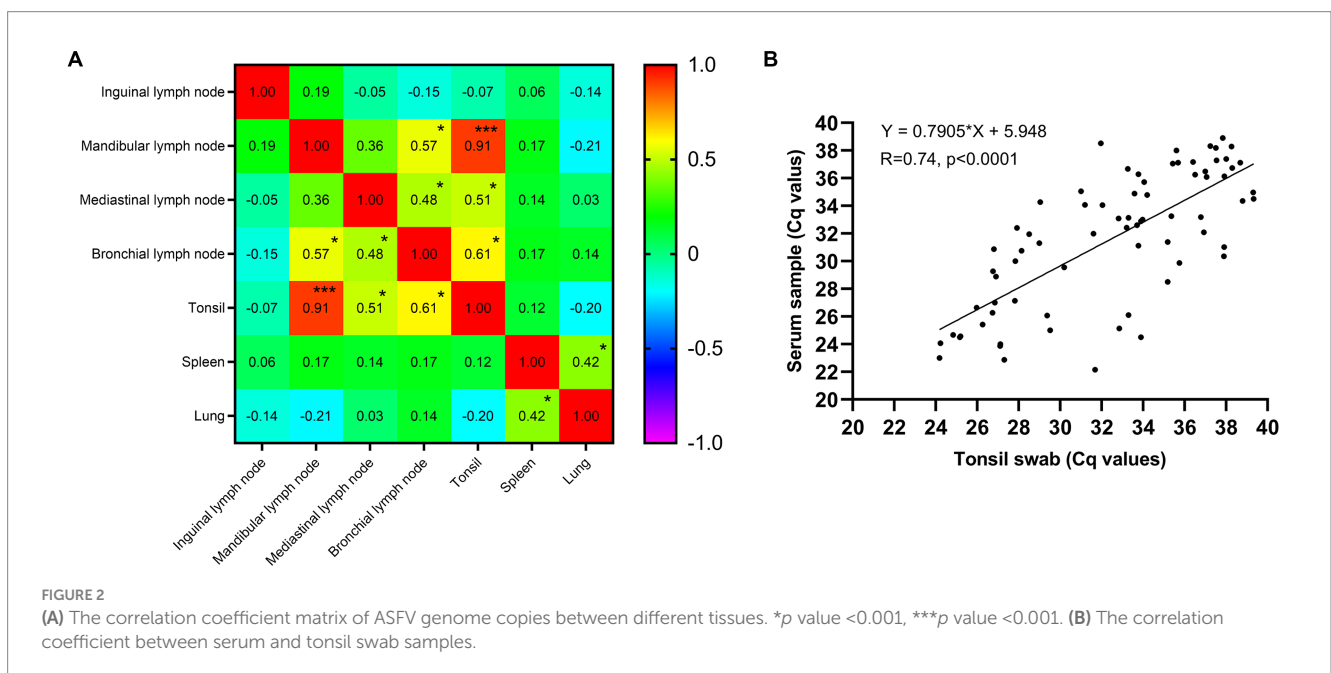 A
Inguinal lymph node 1.00 0.19 -0.05 -0.15 -0.07 0.06 -0.14
Mandibular lymph node 0.19 1.00 0.36 0.57* 0.91*** 0.17 -0.21
Mediastinal lymph node -0.05 0.36 1.00 0.48* 0.51* 0.14 0.03
Bronchial lymph node -0.15 0.57* 0.48* 1.00 0.61* 0.17 0.14
Tonsil -0.07 0.91*** 0.51* 0.61* 1.00 0.12 -0.20
Spleen 0.06 0.17 0.14 0.17 0.12 1.00 0.42*
Lung -0.14 -0.21 0.03 0.14 -0.20 0.42* 1.00
Inguinal lymph node
Mandibular lymph node
Mediastinal lymph node
Bronchial lymph node
Tonsil
Spleen
Lung
1.0
0.5
0
-0.5
-1.0
B
Y = 0.7905*X + 5.948
R=0.74, p<0.0001
Serum sample (Cq valus)
40
38
36
34
32
30
28
26
24
22
20
20 22 24 26 28 30 32 34 36 38 40
Tonsil swab (Cq values)
FIGURE 2
(A) The correlation coefficient matrix of ASFV genome copies between different tissues. *p value <0.001, ***p value <0.001. (B) The correlation
coefficient between serum and tonsil swab samples.